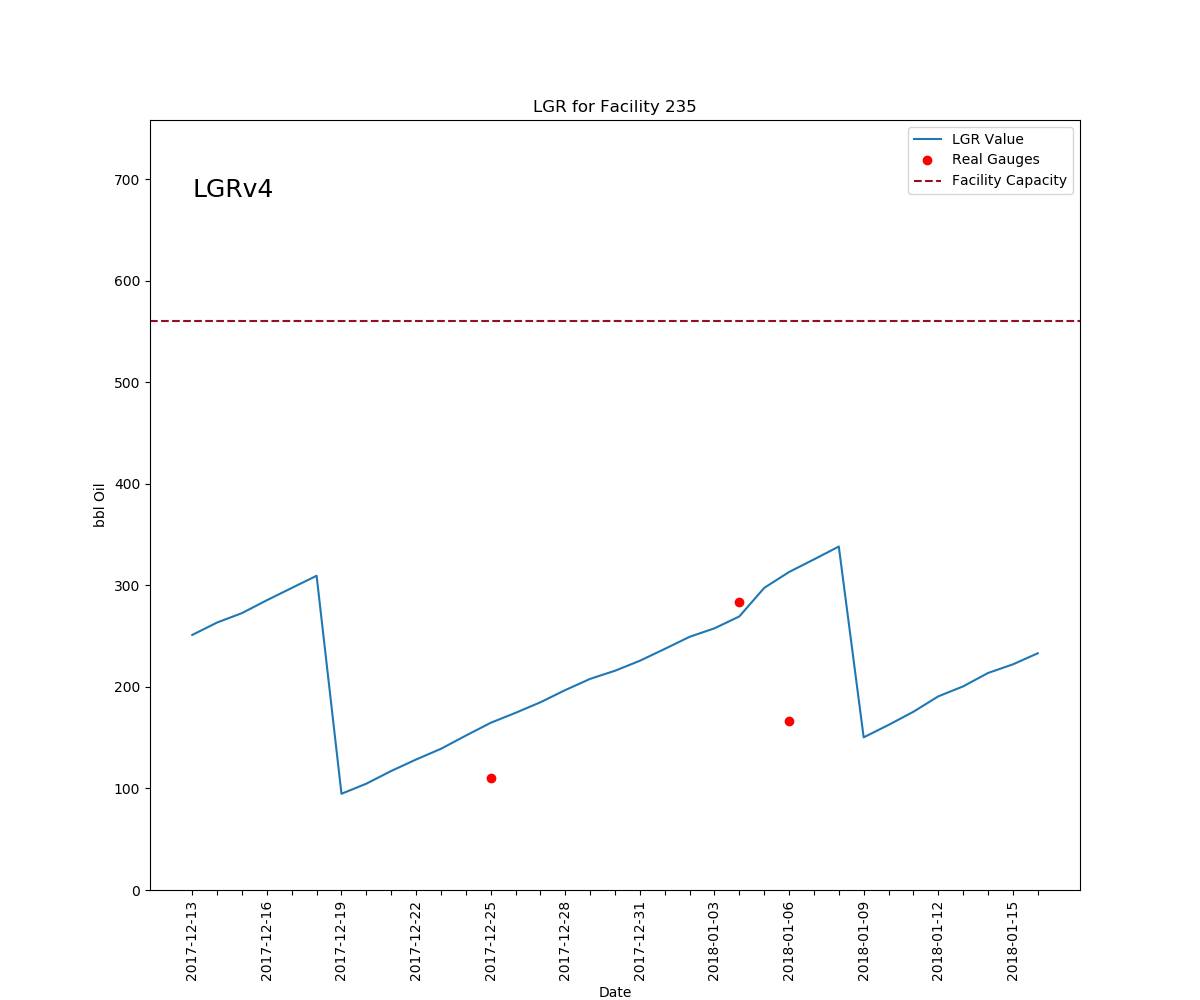 LGR for Facility 235
LGRv4
LGR Value
Real Gauges
Facility Capacity
700
600
500
400
300
200
100
0
bbl Oil
2017-12-13
2017-12-16
2017-12-19
2017-12-22
2017-12-25
2017-12-28
2017-12-31
2018-01-03
2018-01-06
2018-01-09
2018-01-12
2018-01-15
Date